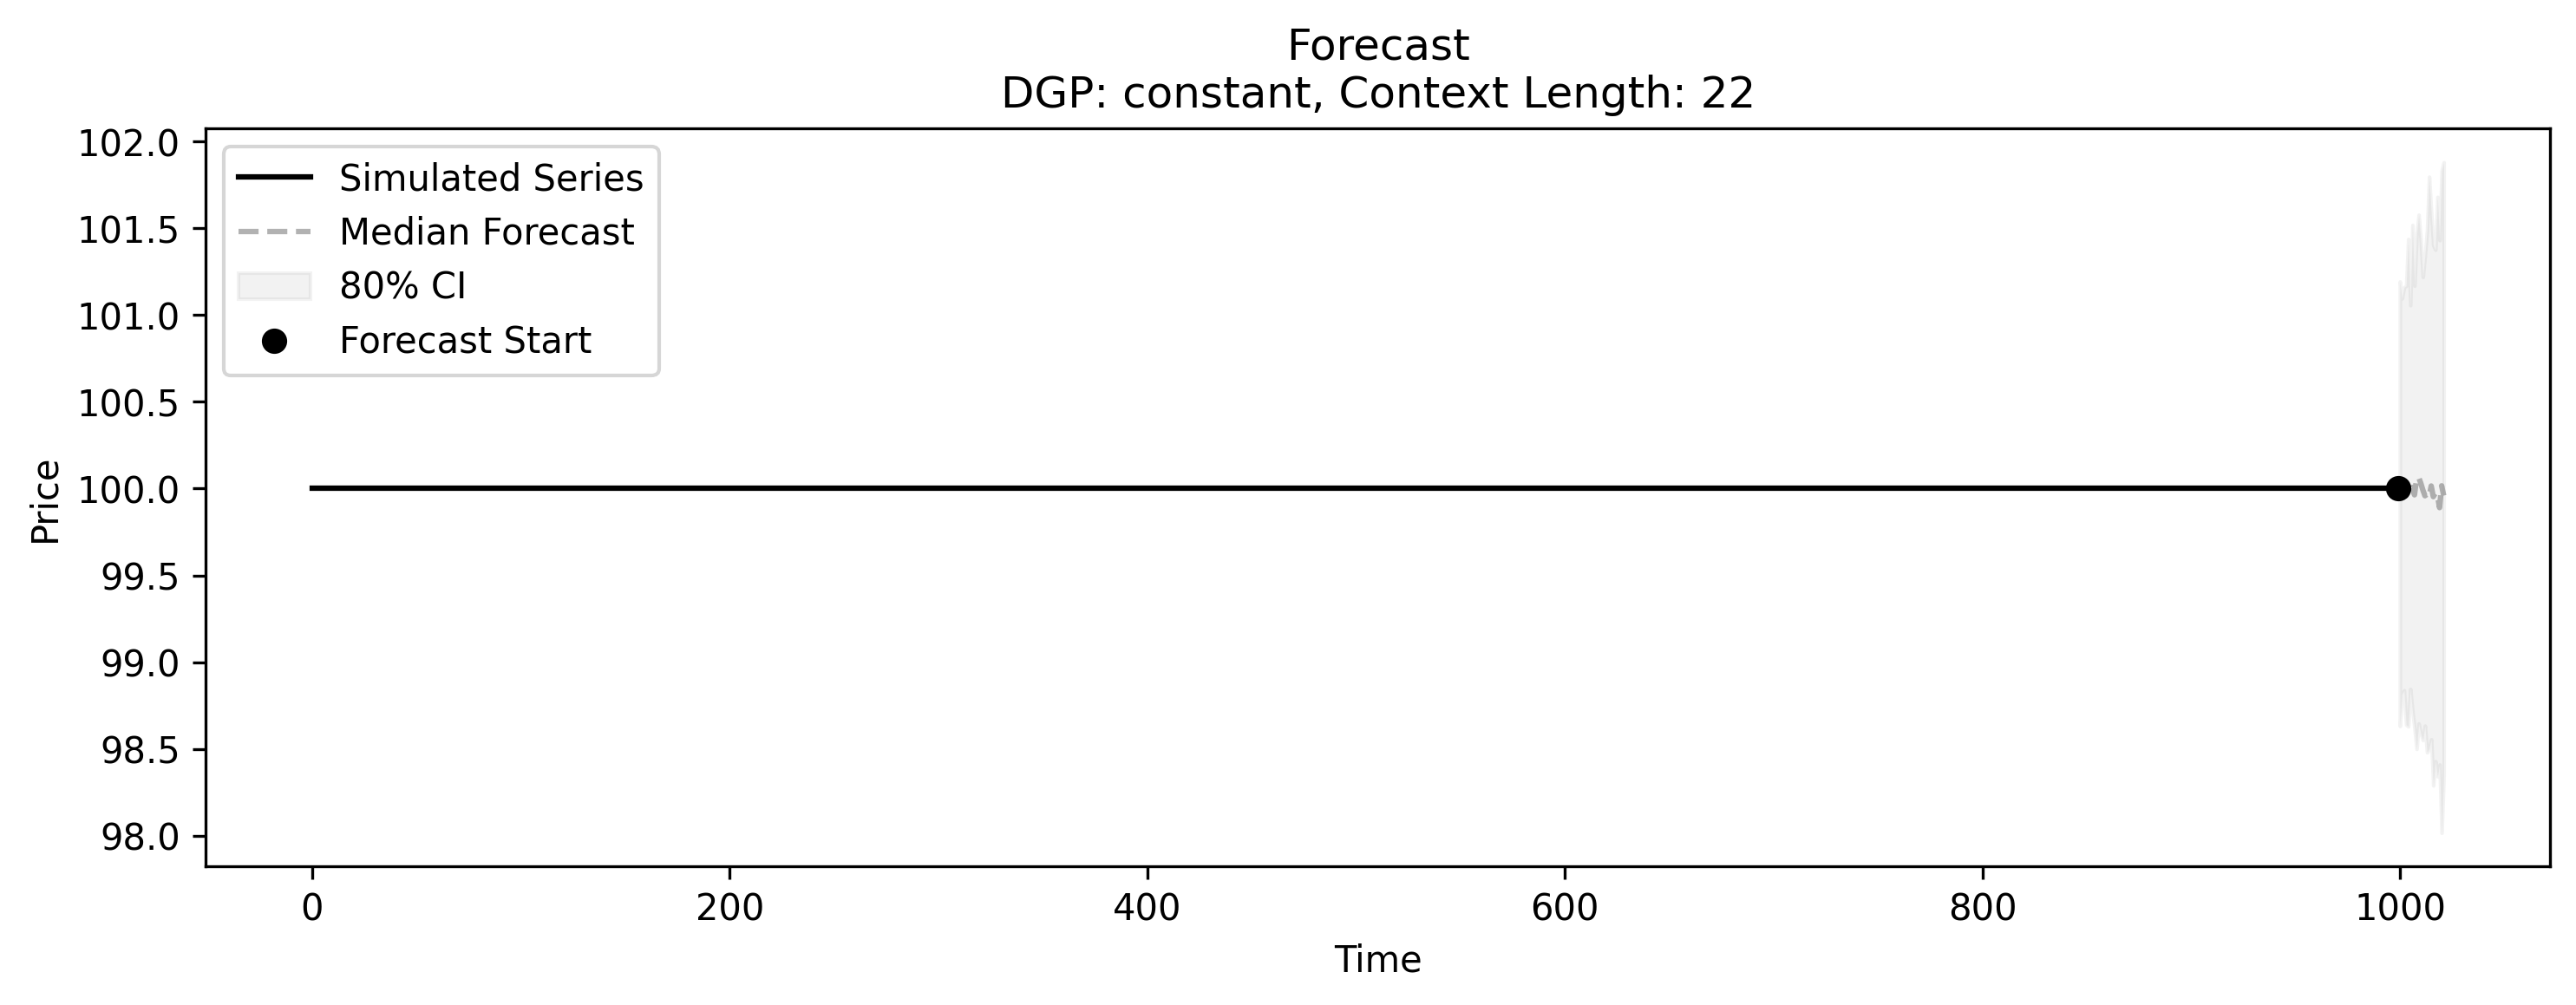 Forecast
DGP: constant, Context Length: 22
102.0
101.5
101.0
100.5
100.0
99.5
99.0
98.5
98.0
Price
Simulated Series
Median Forecast
80% CI
Forecast Start
0
200
400
600
800
1000
Time